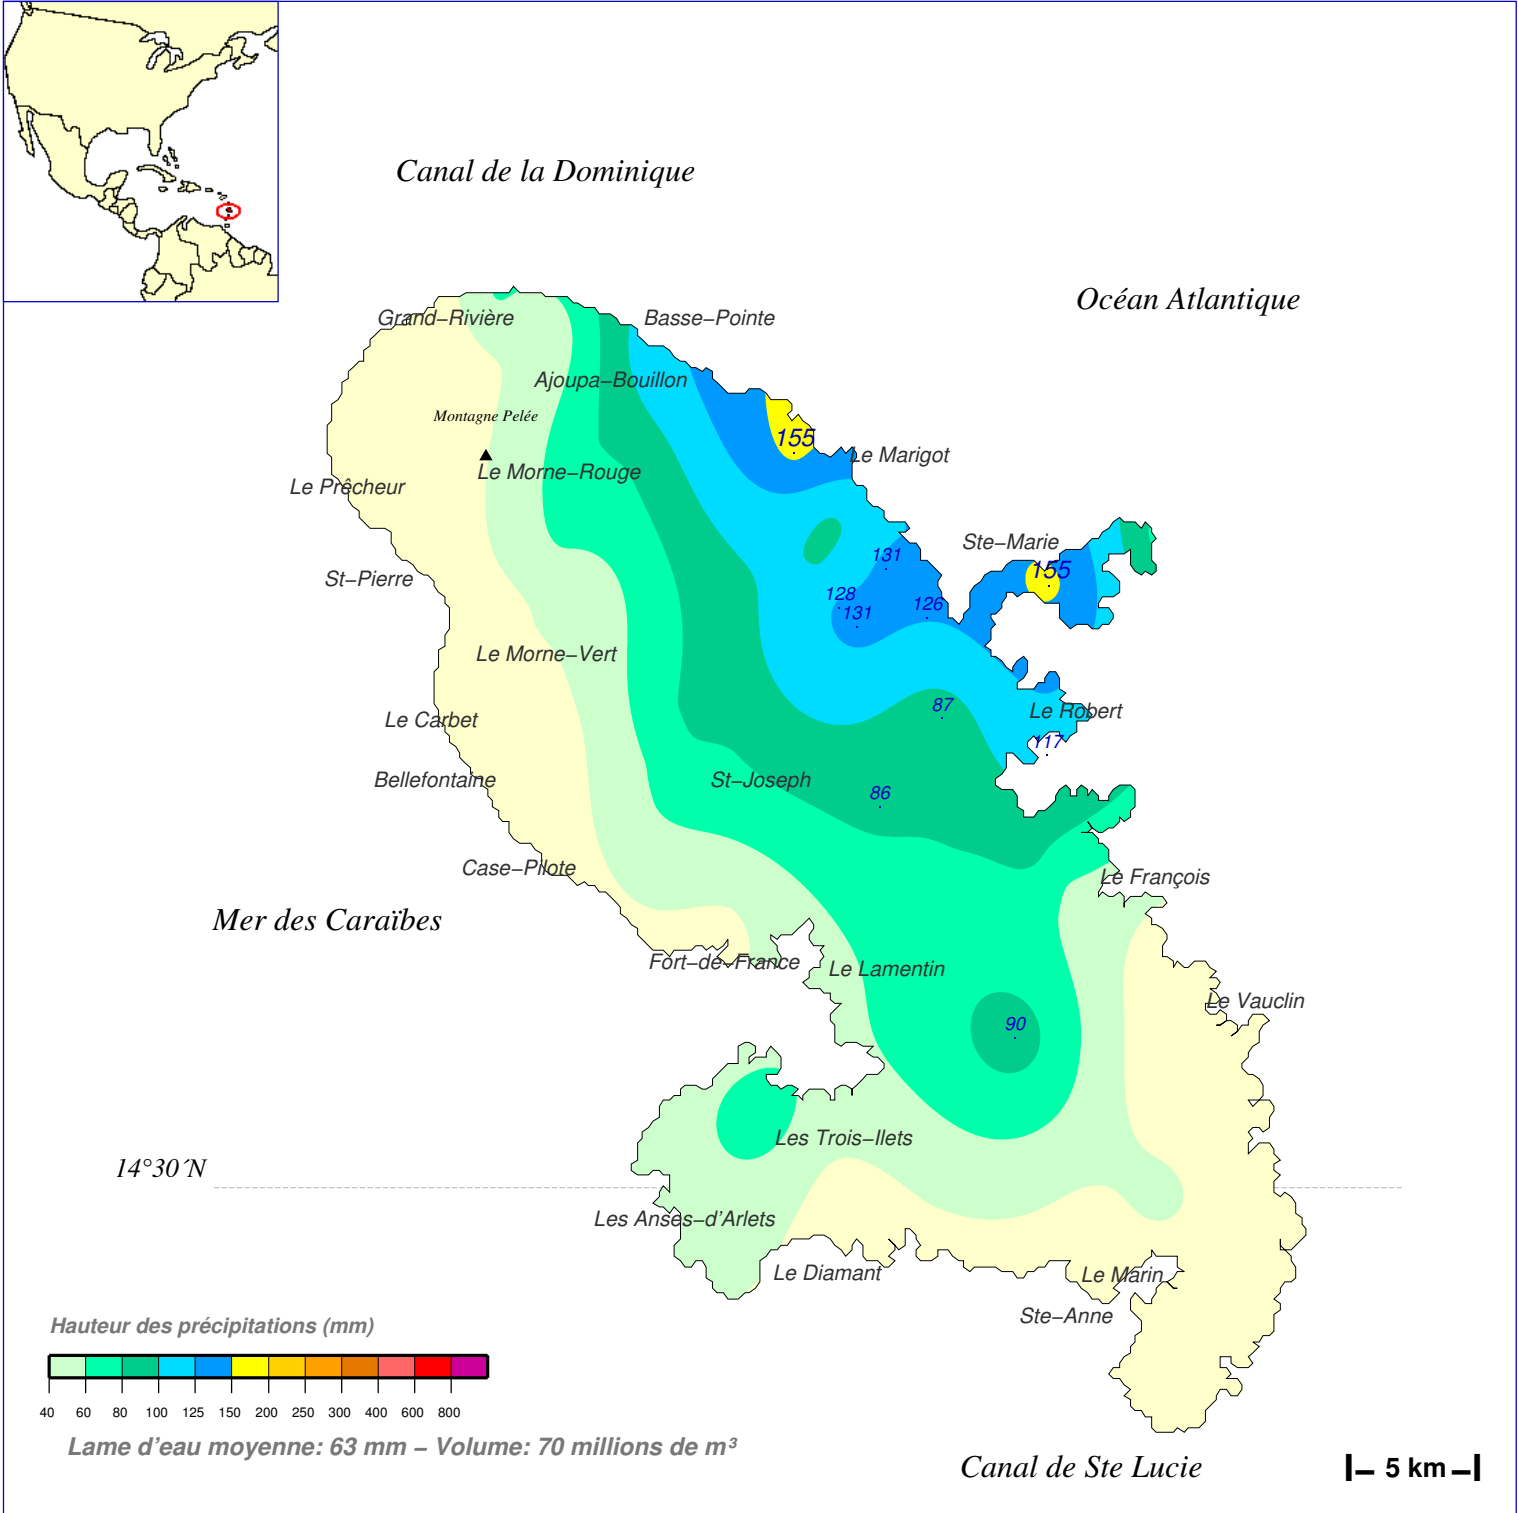 Canal de la Dominique
Océan Atlantique
Grand−Rivière
Basse−Pointe
Ajoupa−Bouillon
Montagne Pelée
155
Le Marigot
Le Morne−Rouge
Le Prêcheur
Ste−Marie
131
155
St−Pierre
128
126
131
Le Morne−Vert
87
Le Robert
Le Carbet
117
Bellefontaine
St−Joseph
86
Case−Pilote
Le François
Mer des Caraïbes
Fort−de−France
Le Lamentin
Le Vauclin
90
Les Trois−Ilets
14°30´N
Les Anses−d'Arlets
Le Diamant
Le Marin
Ste−Anne
Hauteur des précipitations (mm)
40 60 80 100 125 150 200 250 300 400 600 800
Lame d'eau moyenne: 63 mm − Volume: 70 millions de m³
Canal de Ste Lucie
5 km